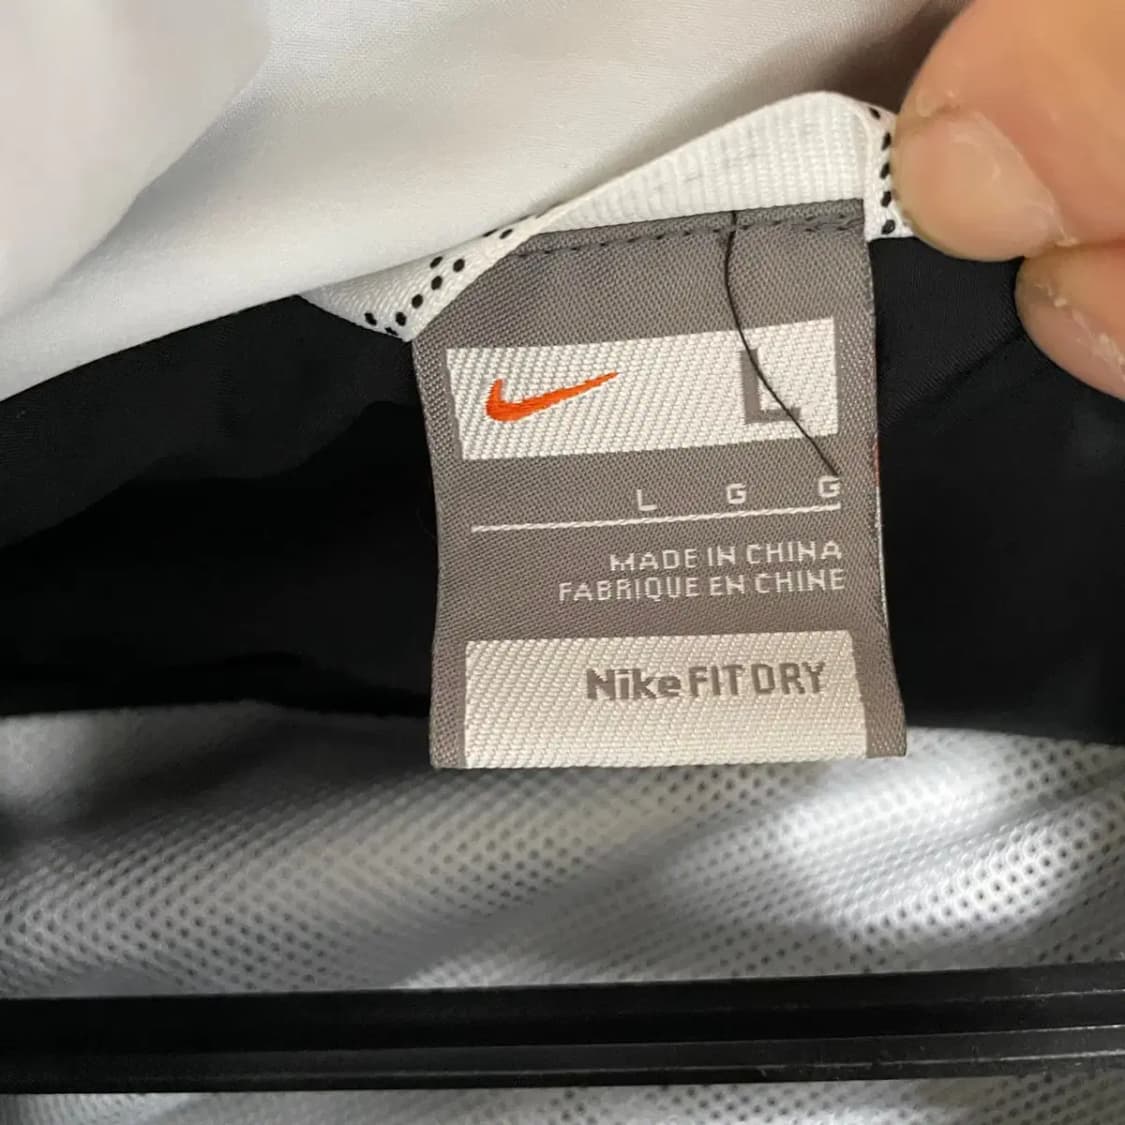 L
L G G
MADE IN CHINA
FABRIQUE EN CHINE
Nike FIT DRY